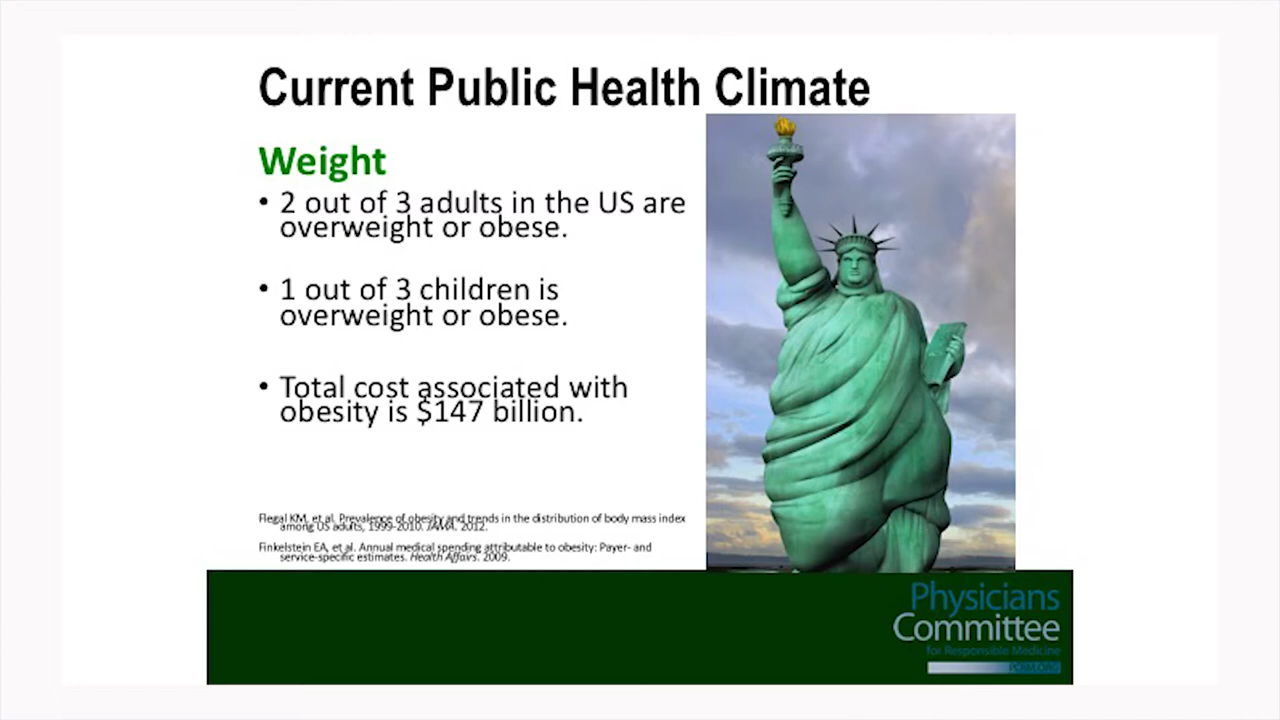 Current Public Health Climate
Weight
• 2 out of 3 adults in the US are
overweight or obese.
• 1 out of 3 children is
overweight or obese.
• Total cost associated with
obesity is $147 billion.
Flegal KM, et al. Prevalence of obesity and trends in the distribution of body mass index
among US adults, 1999-2010. JAMA. 2012.
Finkelstein EA, et al. Annual medical spending attributable to obesity: Payer- and
service-specific estimates. Health Affairs. 2009.
Physicians
Committee
for Responsible Medicine
PCRM.ORG